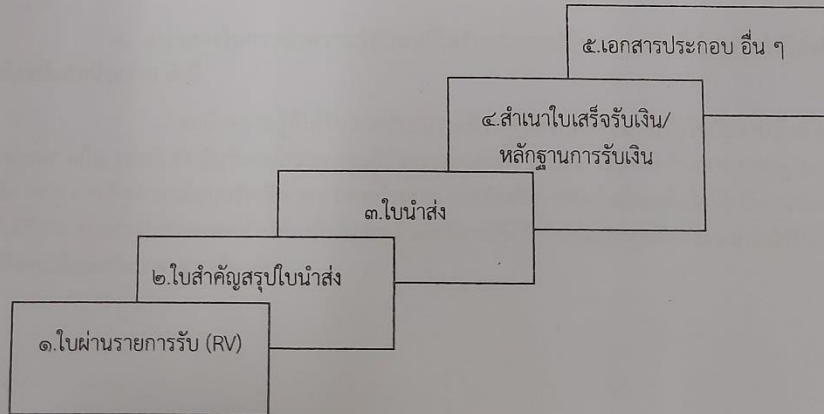 ๕.เอกสารประกอบ อื่น ๆ
๔.สำเนาใบเสร็จรับเงิน/
หลักฐานการรับเงิน
๓.ใบนำส่ง
๒.ใบสำคัญสรุปใบนำส่ง
๑.ใบผ่านรายการรับ (RV)